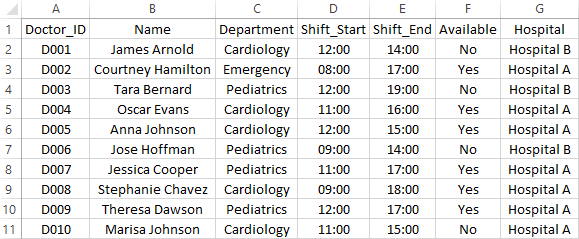 A B C D E F G
1 Doctor_ID Name Department Shift_Start Shift_End Available Hospital
2 D001 James Arnold Cardiology 12:00 14:00 No Hospital B
3 D002 Courtney Hamilton Emergency 08:00 17:00 Yes Hospital A
4 D003 Tara Bernard Pediatrics 12:00 19:00 No Hospital B
5 D004 Oscar Evans Cardiology 11:00 16:00 Yes Hospital A
6 D005 Anna Johnson Cardiology 12:00 15:00 Yes Hospital A
7 D006 Jose Hoffman Pediatrics 09:00 14:00 No Hospital B
8 D007 Jessica Cooper Pediatrics 11:00 17:00 Yes Hospital A
9 D008 Stephanie Chavez Cardiology 09:00 18:00 Yes Hospital A
10 D009 Theresa Dawson Pediatrics 12:00 17:00 Yes Hospital A
11 D010 Marisa Johnson Cardiology 11:00 15:00 No Hospital A